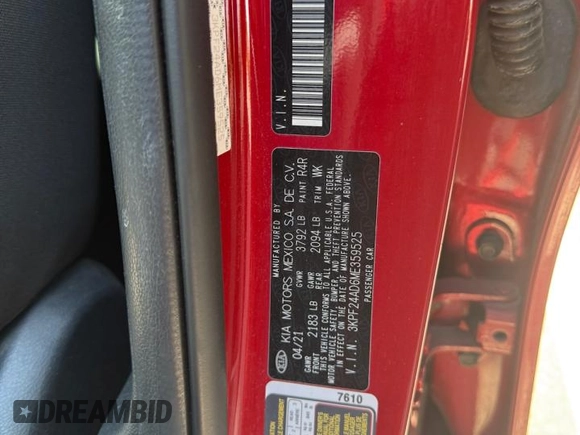 V.I.N.
MANUFACTURED BY
KIA KIA MOTORS MEXICO S.A. DE C.V.
04/21 GVWR 3792 LB PAINT R4R
GAWR FRONT 2183 LB GAWR REAR 2094 LB TRIM WK
THIS VEHICLE CONFORMS TO ALL APPLICABLE U.S.A. FEDERAL
MOTOR VEHICLE SAFETY, BUMPER, AND THEFT PREVENTION STANDARDS
IN EFFECT ON THE DATE OF MANUFACTURE SHOWN ABOVE.
V.I.N. 3KPF24AD6ME359525
PASSENGER CAR
7610
DREAMBID